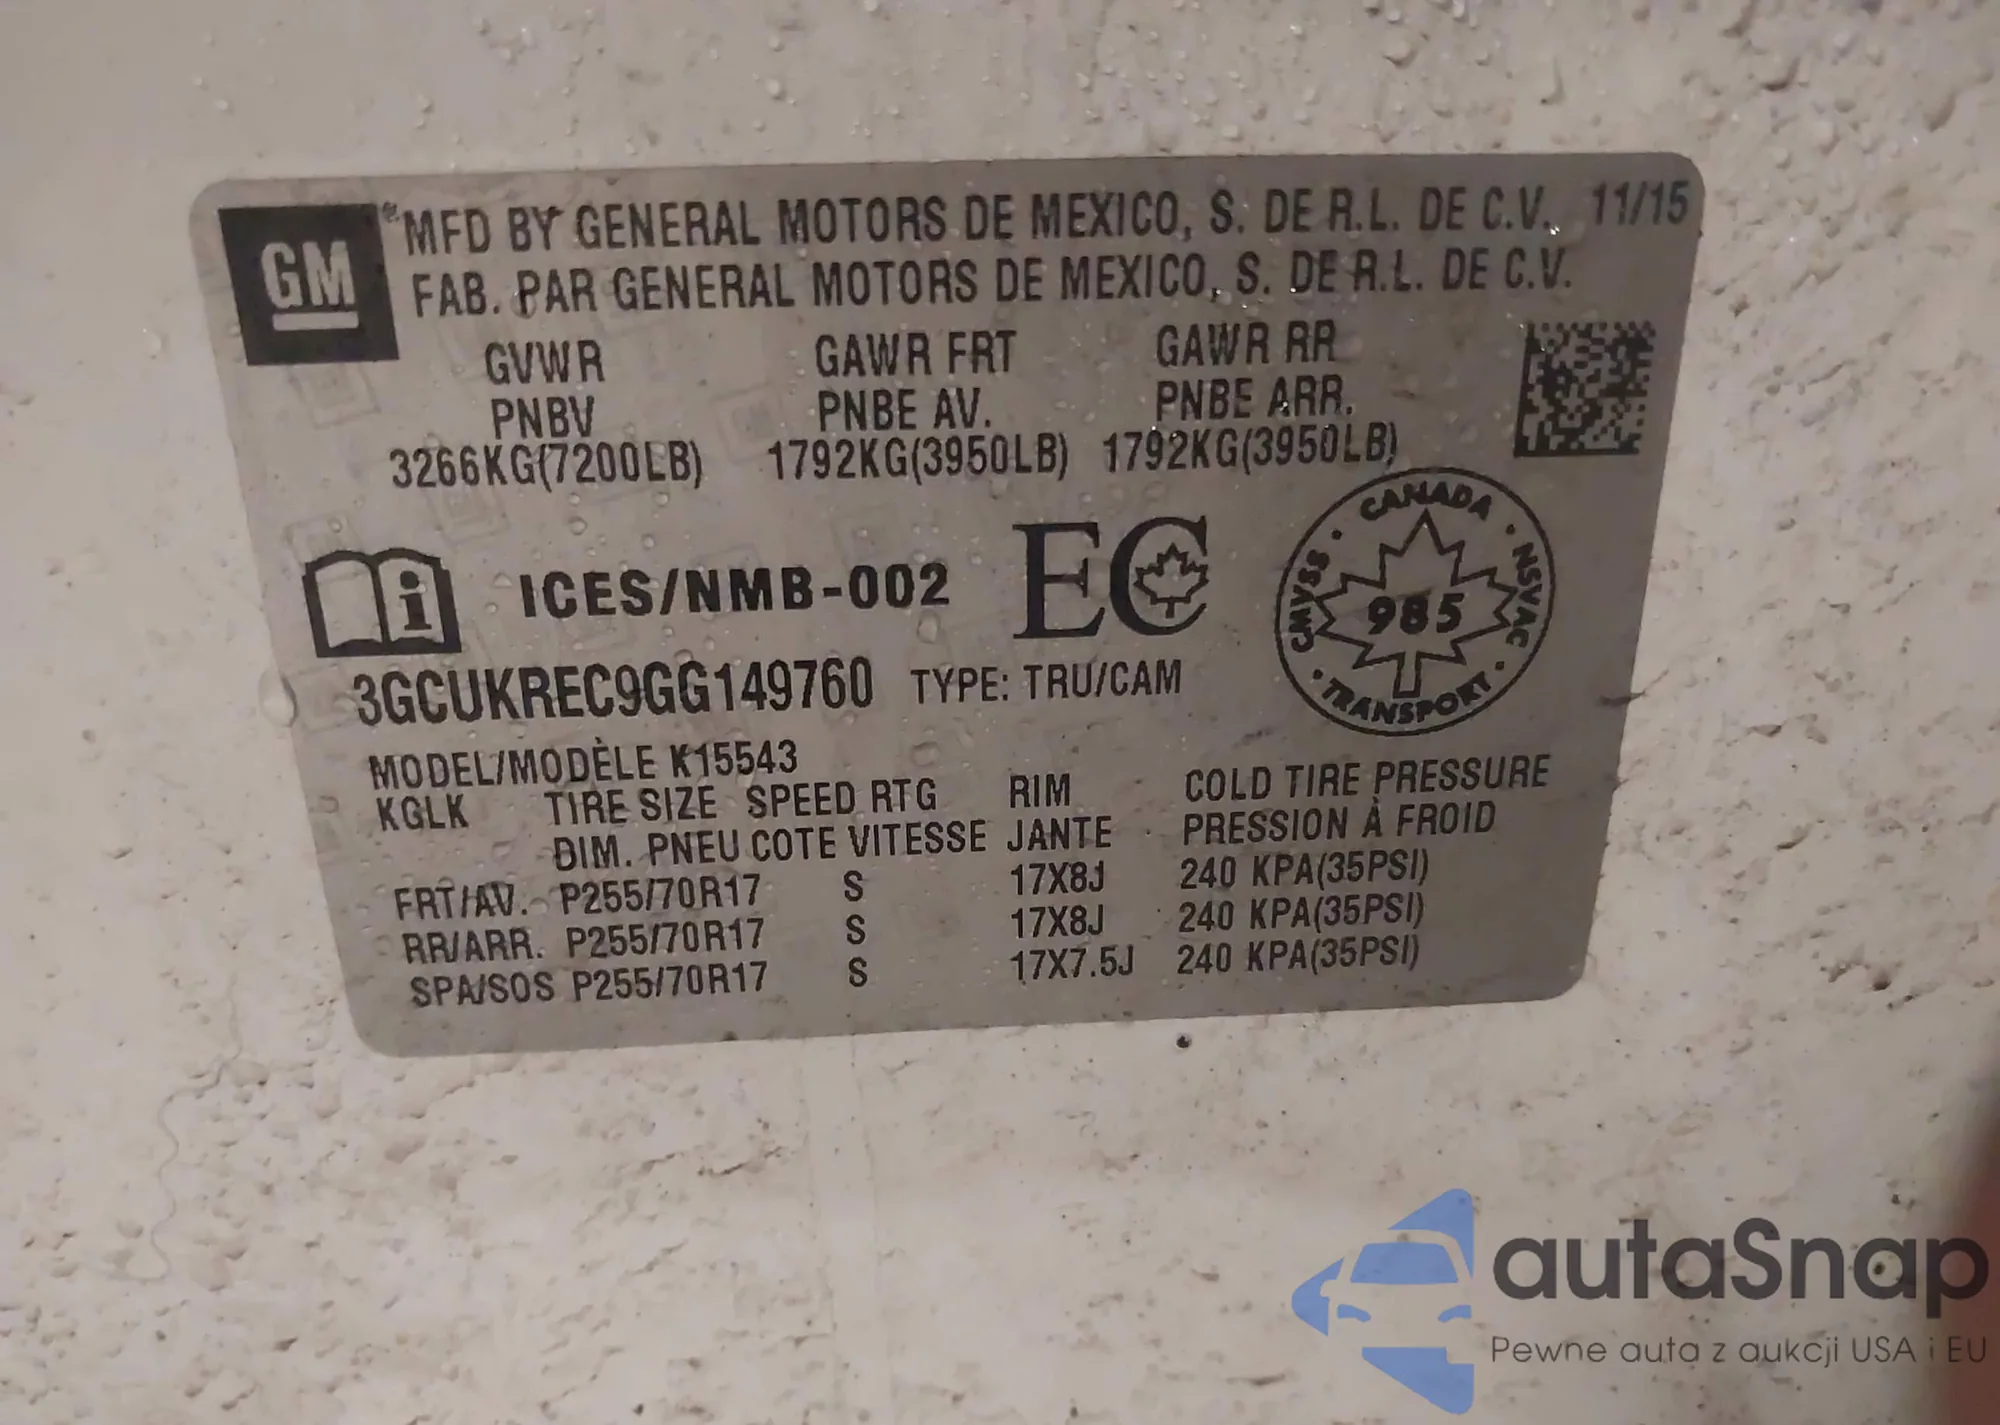 GM
® MFD BY GENERAL MOTORS DE MEXICO, S. DE R.L. DE C.V. 11/15
FAB. PAR GENERAL MOTORS DE MEXICO, S. DE R.L. DE C.V.
GVWR GAWR FRT GAWR RR
PNBV PNBE AV. PNBE ARR.
3266KG(7200LB) 1792KG(3950LB) 1792KG(3950LB)
i ICES/NMB-002 EC
CANADA
CMVSS 985 NSVAC
TRANSPORT
3GCUKREC9GG149760 TYPE: TRU/CAM
MODEL/MODÈLE K15543
KGLK TIRE SIZE SPEED RTG RIM COLD TIRE PRESSURE
DIM. PNEU COTE VITESSE JANTE PRESSION À FROID
FRT/AV. P255/70R17 S 17X8J 240 KPA(35PSI)
RR/ARR. P255/70R17 S 17X8J 240 KPA(35PSI)
SPA/SOS P255/70R17 S 17X7.5J 240 KPA(35PSI)
autaSnap
Pewne auta z aukcji USA i EU